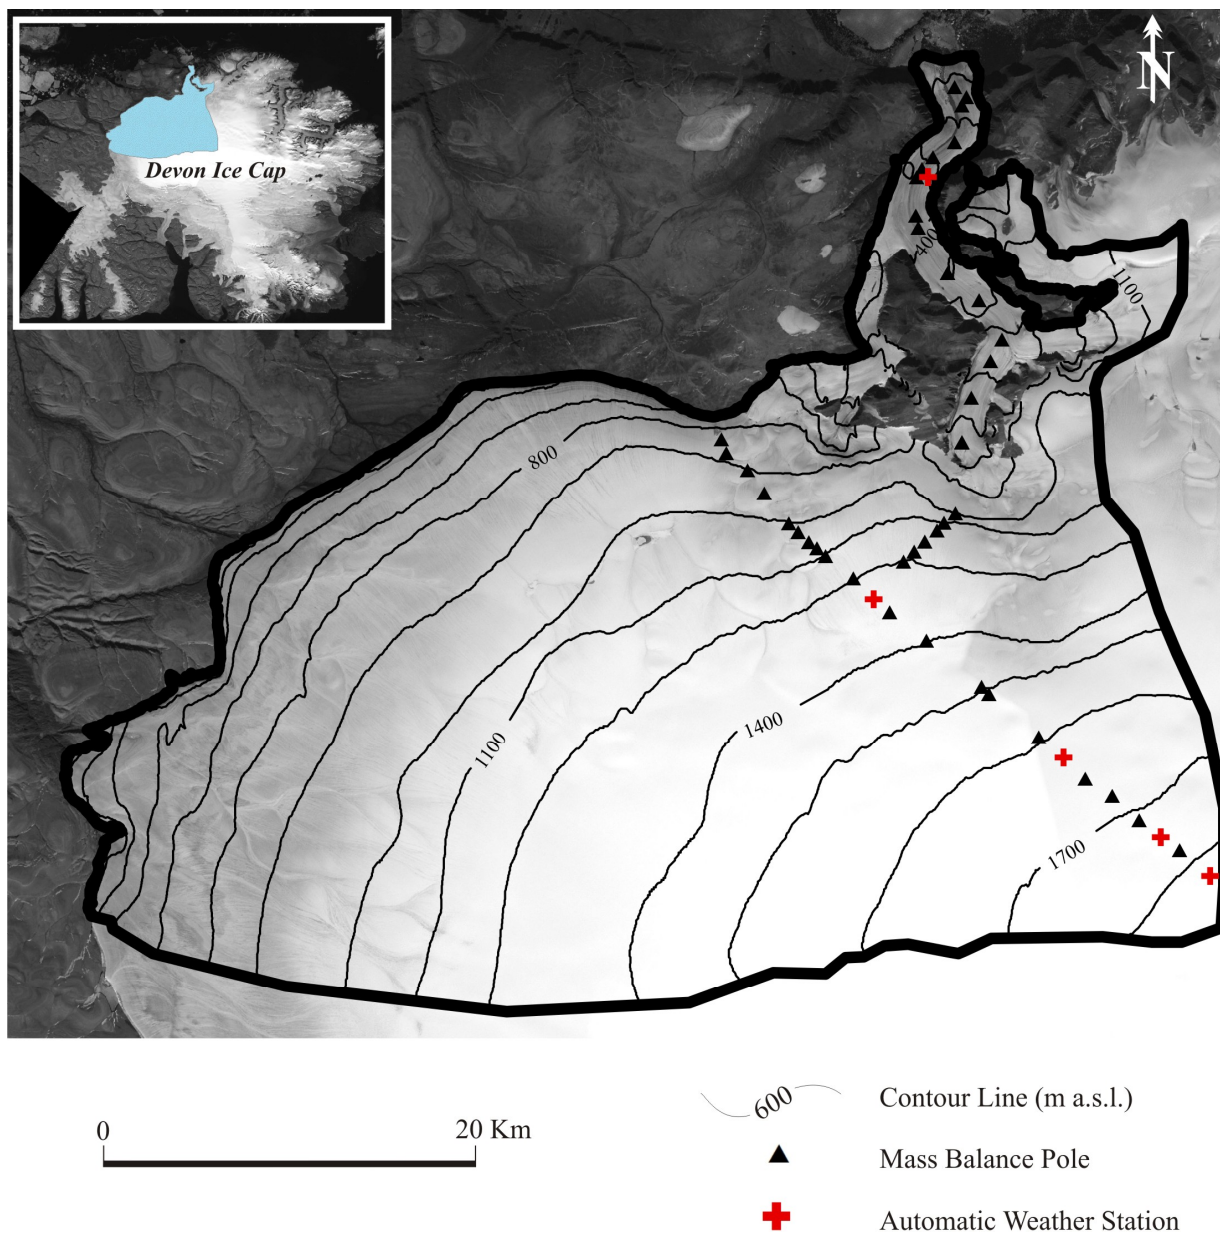 N
Devon Ice Cap
400
1100
800
1400
1100
1700
600
Contour Line (m a.s.l.)
0
20 Km
Mass Balance Pole
Automatic Weather Station